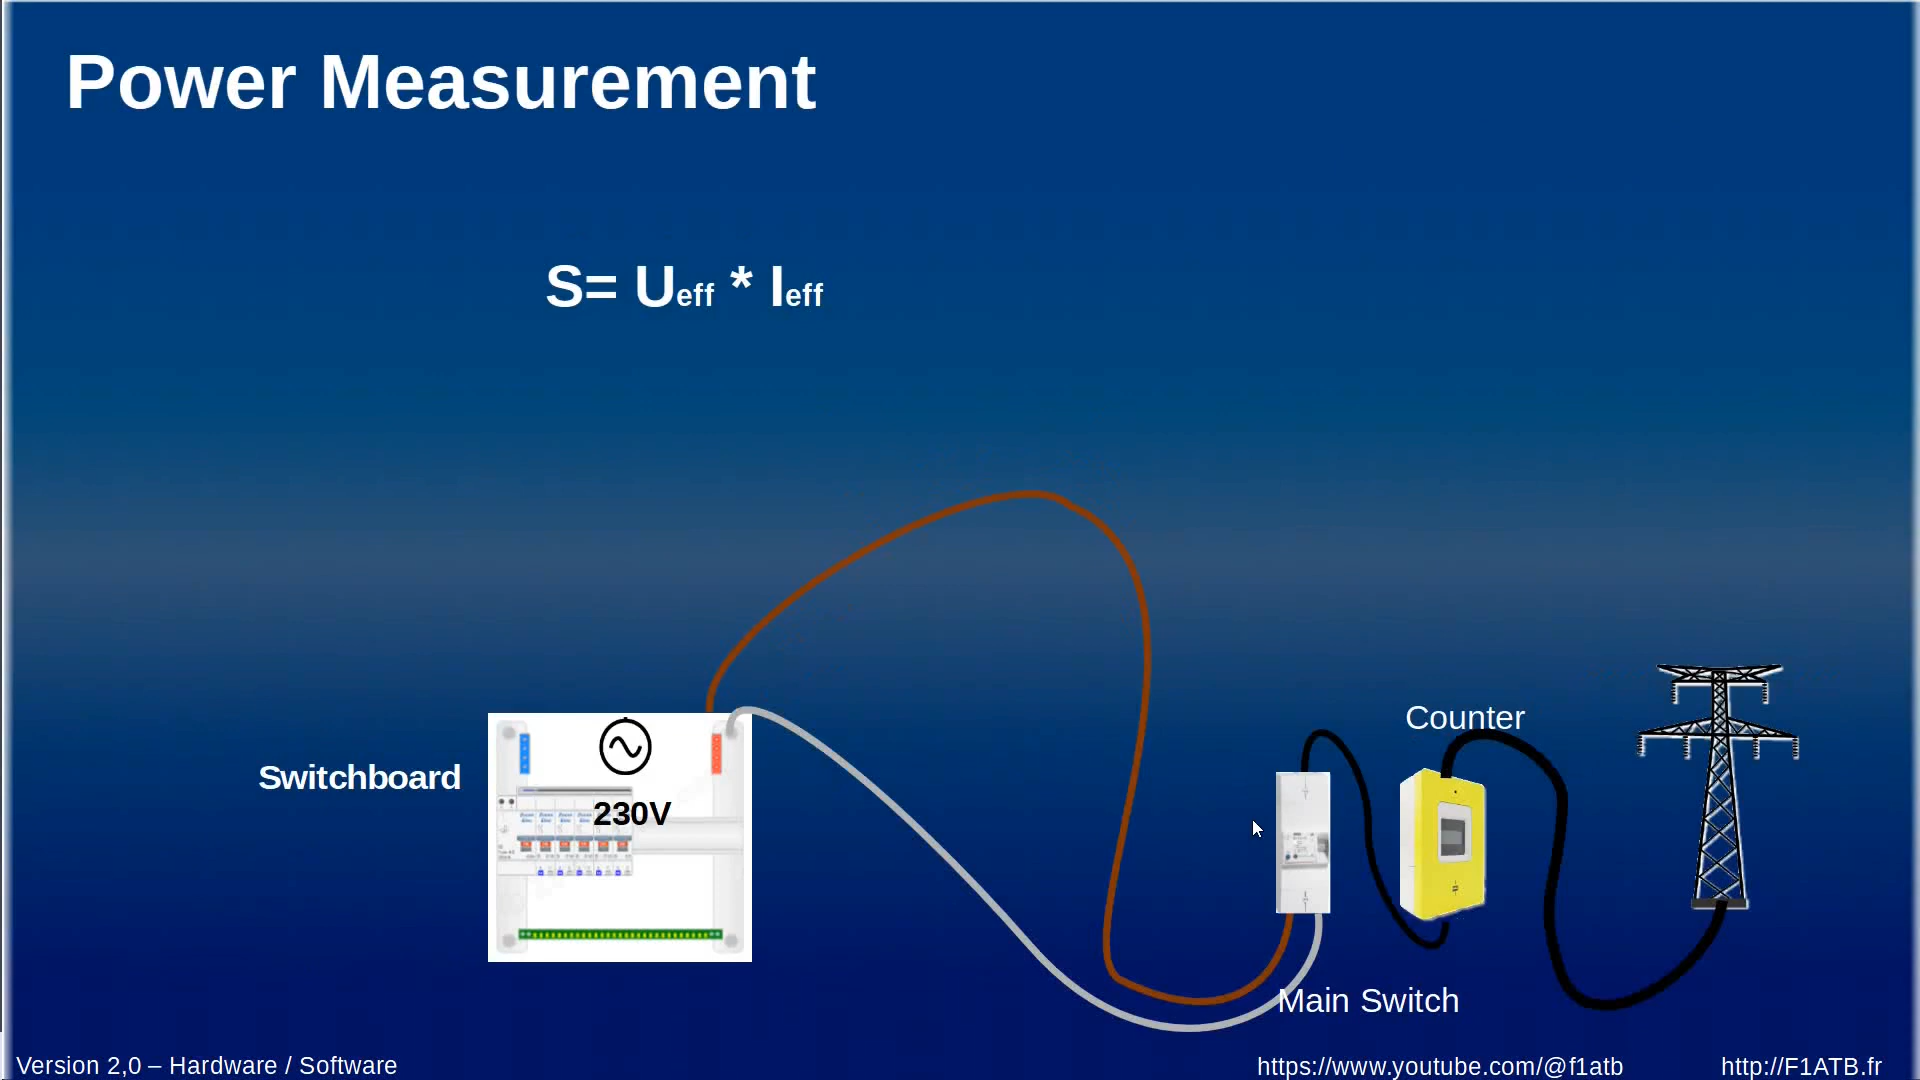 Power Measurement
S= Ueff * Ieff
Counter
Switchboard
230V
Main Switch
Version 2,0 – Hardware / Software
https://www.youtube.com/@f1atb
http://F1ATB.fr